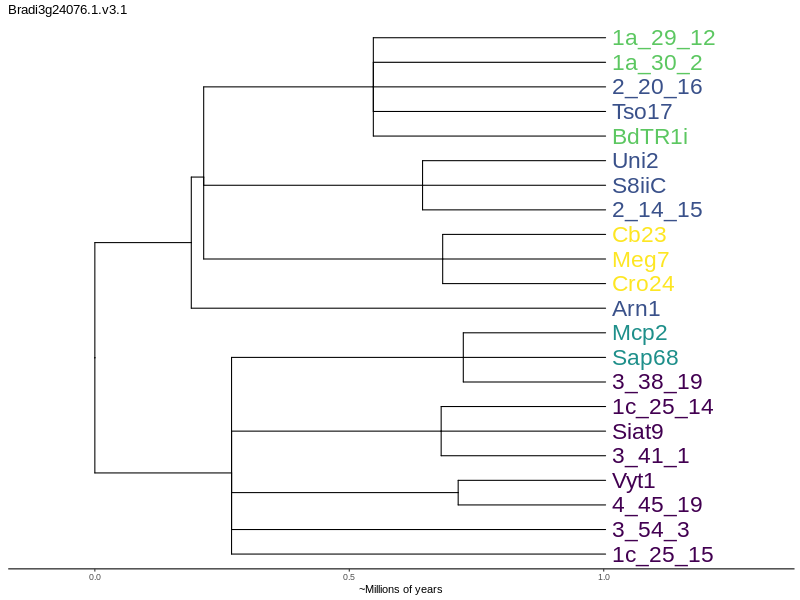 Bradi3g24076.1.v3.1
1a_29_12
1a_30_2
2_20_16
Tso17
BdTR1i
Uni2
S8iiC
2_14_15
Cb23
Meg7
Cro24
Arn1
Mcp2
Sap68
3_38_19
1c_25_14
Siat9
3_41_1
Vyt1
4_45_19
3_54_3
1c_25_15
0.0 0.5 1.0
~Millions of years